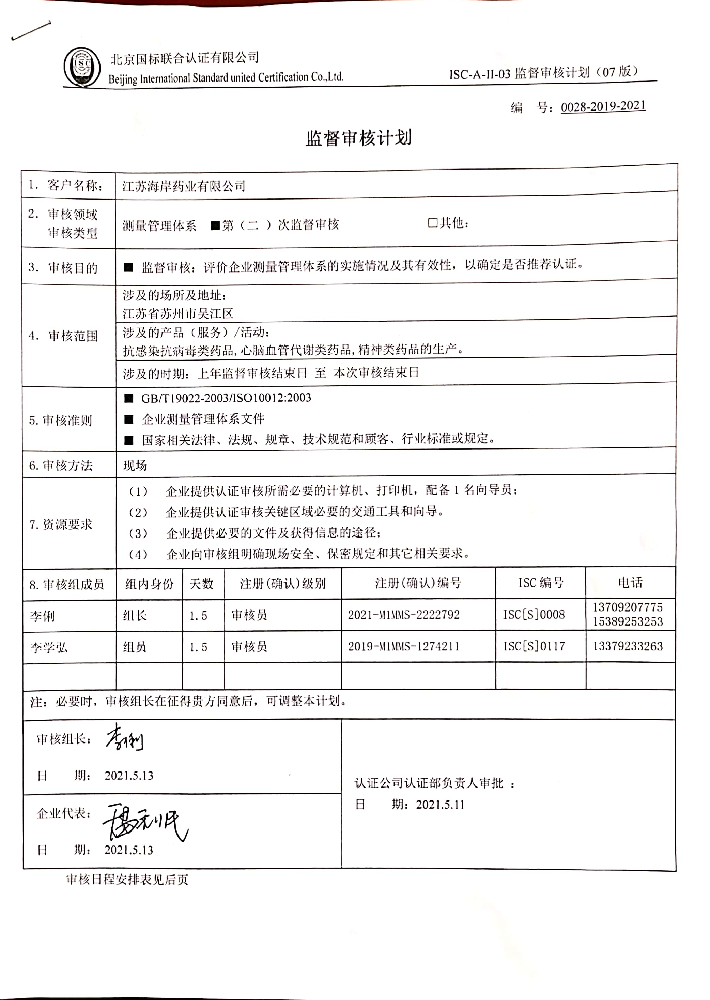 ISC
北京国标联合认证有限公司
Beijing International Standard united Certification Co.,Ltd.
ISC-A-II-03 监督审核计划（07 版）
编 号：0028-2019-2021
监督审核计划
1. 客户名称：
江苏海岸药业有限公司
2. 审核领域
审核类型
测量管理体系 ■第（二 ）次监督审核 □其他：
3. 审核目的
■ 监督审核：评价企业测量管理体系的实施情况及其有效性，以确定是否推荐认证。
4. 审核范围
涉及的场所及地址：
江苏省苏州市吴江区
涉及的产品（服务）/活动：
抗感染抗病毒类药品,心脑血管代谢类药品,精神类药品的生产。
涉及的时期：上年监督审核结束日 至 本次审核结束日
5.审核准则
■ GB/T19022-2003/ISO10012:2003
■ 企业测量管理体系文件
■ 国家相关法律、法规、规章、技术规范和顾客、行业标准或规定。
6.审核方法
现场
7.资源要求
（1） 企业提供认证审核所需必要的计算机、打印机，配备 1 名向导员；
（2） 企业提供认证审核关键区域必要的交通工具和向导。
（3） 企业提供必要的文件及获得信息的途径；
（4） 企业向审核组明确现场安全、保密规定和其它相关要求。
8.审核组成员 组内身份 天数 注册(确认)级别 注册(确认)编号 ISC 编号 电话
李俐 组长 1.5 审核员 2021-M1MMS-2222792 ISC[S]0008 13709207775
15389253253
李学弘 组员 1.5 审核员 2019-M1MMS-1274211 ISC[S]0117 13379233263
注：必要时，审核组长在征得贵方同意后，可调整本计划。
审核组长：李俐
日 期：2021.5.13
企业代表：杨利民
日 期：2021.5.13
认证公司认证部负责人审批 ：
日 期：2021.5.11
审核日程安排表见后页